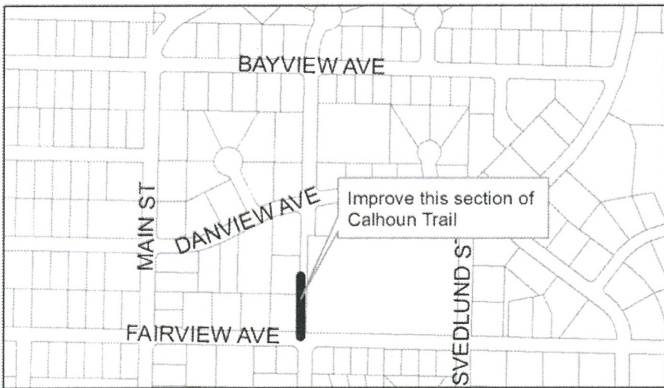 BAYVIEW AVE
MAIN ST
DANVIEW AVE
Improve this section of
Calhoun Trail
SVEDLUND ST
FAIRVIEW AVE